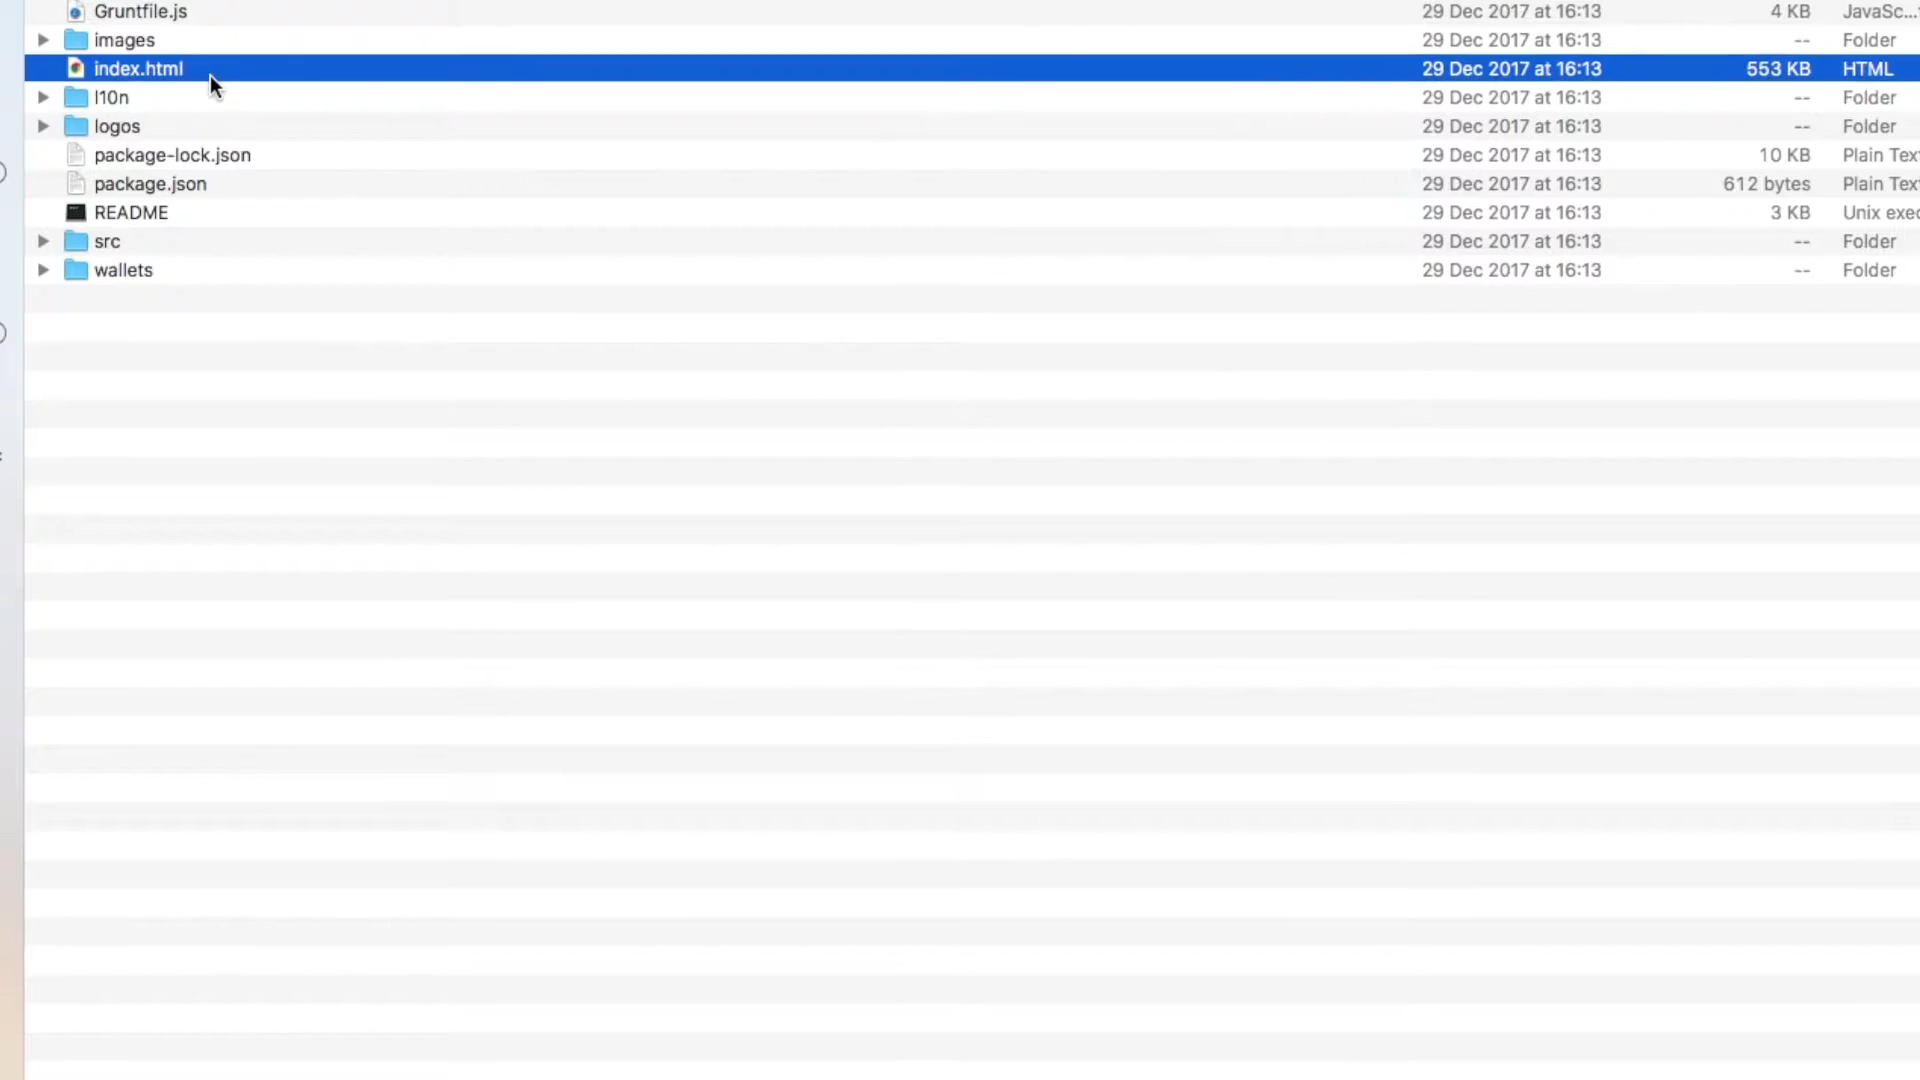 Gruntfile.js 29 Dec 2017 at 16:13 4 KB JavaSc...
images 29 Dec 2017 at 16:13 -- Folder
index.html 29 Dec 2017 at 16:13 553 KB HTML
l10n 29 Dec 2017 at 16:13 -- Folder
logos 29 Dec 2017 at 16:13 -- Folder
package-lock.json 29 Dec 2017 at 16:13 10 KB Plain Tex
package.json 29 Dec 2017 at 16:13 612 bytes Plain Tex
README 29 Dec 2017 at 16:13 3 KB Unix exec
src 29 Dec 2017 at 16:13 -- Folder
wallets 29 Dec 2017 at 16:13 -- Folder